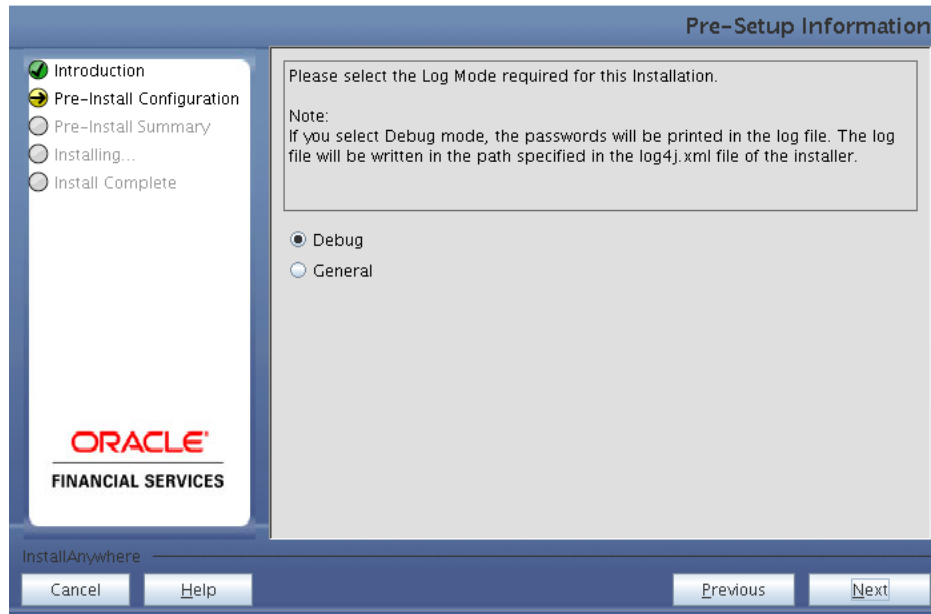 Pre-Setup Information
Introduction
Pre-Install Configuration
Pre-Install Summary
Installing...
Install Complete
Please select the Log Mode required for this Installation.
Note:
If you select Debug mode, the passwords will be printed in the log file. The log
file will be written in the path specified in the log4j.xml file of the installer.
Debug
General
ORACLE
FINANCIAL SERVICES
InstallAnywhere
Cancel
Help
Previous
Next